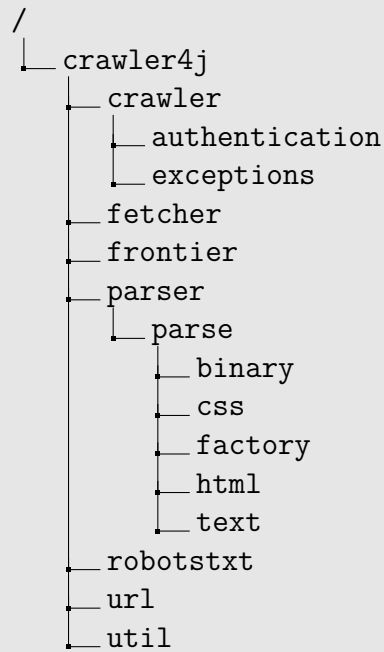 /
crawler4j
crawler
authentication
exceptions
fetcher
frontier
parser
parse
binary
css
factory
html
text
robotstxt
url
util